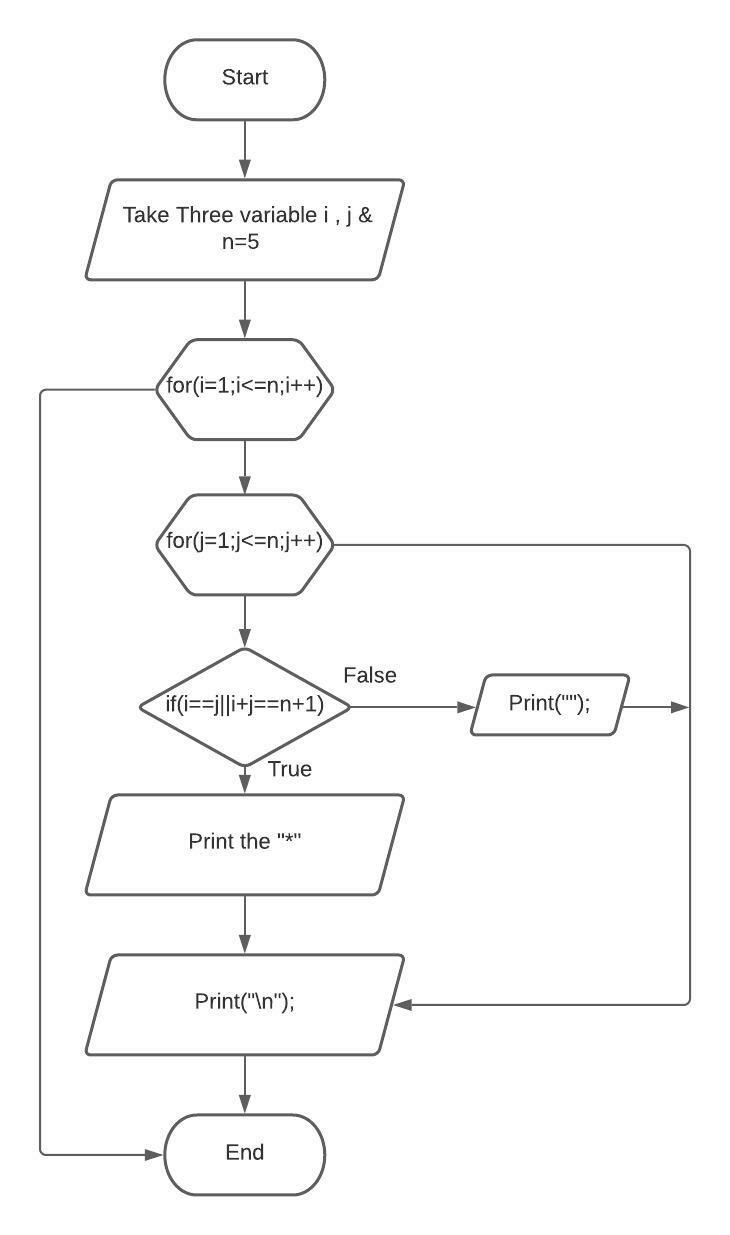 Start
Take Three variable i , j &
n=5
for(i=1;i<=n;i++)
for(j=1;j<=n;j++)
if(i==j||i+j==n+1)
False
Print("");
True
Print the "*"
Print("\n");
End